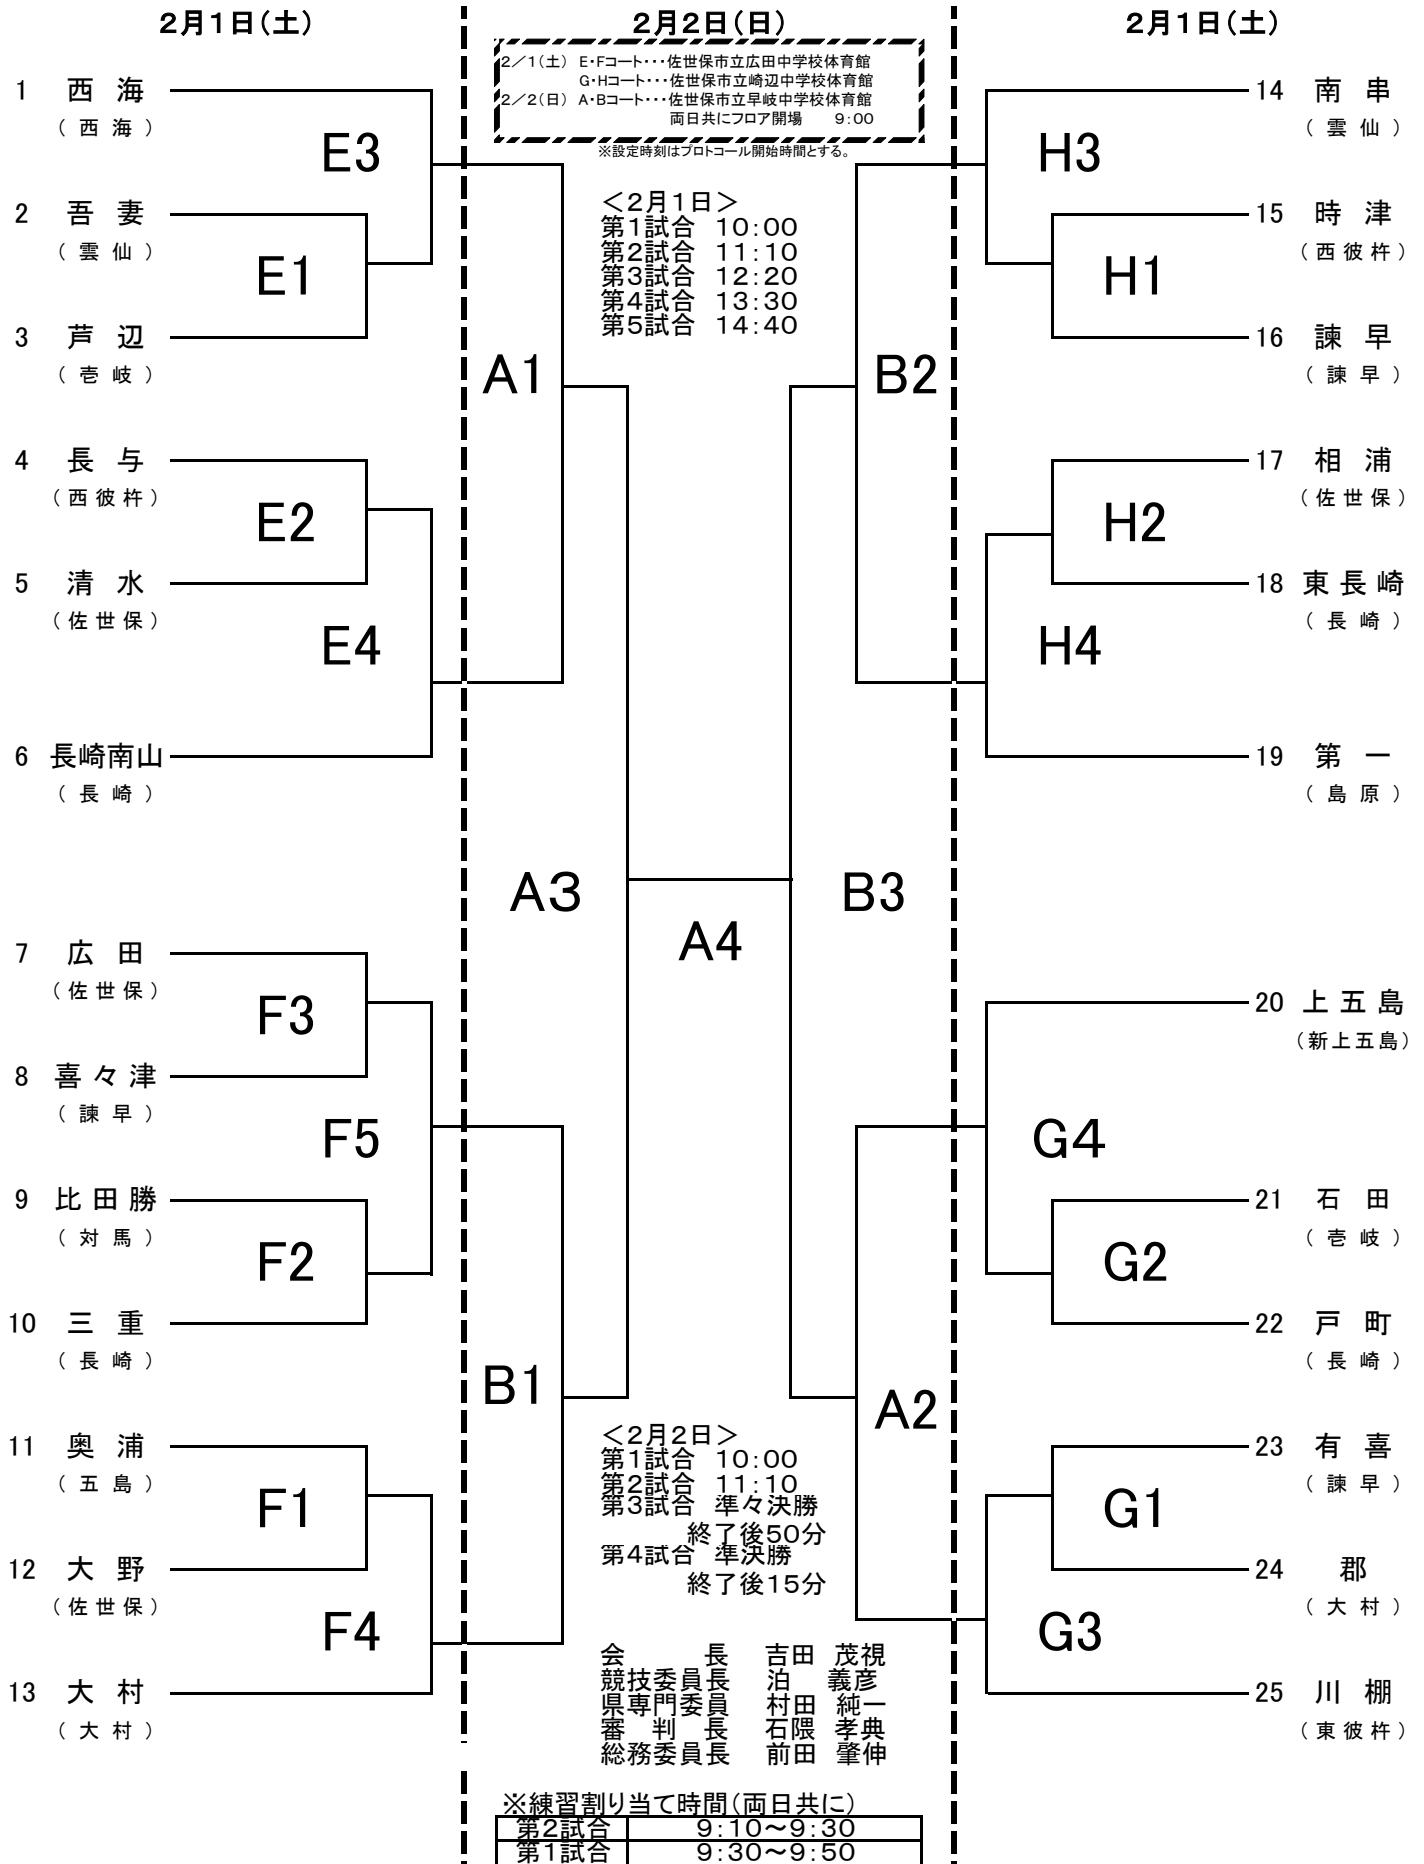 2月1日(土)
2月2日(日)
2月1日(土)
2/1(土) E・Fコート・・・佐世保市立広田中学校体育館
G・Hコート・・・佐世保市立崎辺中学校体育館
2/2(日) A・Bコート・・・佐世保市立早岐中学校体育館
両日共にフロア開場 9:00
※設定時刻はプロトコール開始時間とする。
1 西海
(西海)
E3
2 吾妻
(雲仙)
E1
3 芦辺
(壱岐)
A1
4 長与
(西彼杵)
E2
5 清水
(佐世保)
E4
6 長崎南山
(長崎)
A3
7 広田
(佐世保)
F3
8 喜々津
(諫早)
F5
9 比田勝
(対馬)
F2
10 三重
(長崎)
B1
11 奥浦
(五島)
F1
12 大野
(佐世保)
F4
13 大村
(大村)
<2月1日>
第1試合 10:00
第2試合 11:10
第3試合 12:20
第4試合 13:30
第5試合 14:40
A4
<2月2日>
第1試合 10:00
第2試合 11:10
第3試合 準々決勝
終了後50分
第4試合 準決勝
終了後15分
会長 吉田 茂視
競技委員長 泊 義彦
県専門委員 村田 純一
審判長 石隈 孝典
総務委員長 前田 肇伸
※練習割り当て時間(両日共に)
第2試合 9:10~9:30
第1試合 9:30~9:50
14 南串
(雲仙)
H3
15 時津
(西彼杵)
H1
16 諫早
(諫早)
B2
17 相浦
(佐世保)
H2
18 東長崎
(長崎)
H4
19 第一
(島原)
B3
20 上五島
(新上五島)
G4
21 石田
(壱岐)
G2
22 戸町
(長崎)
A2
23 有喜
(諫早)
G1
24 郡
(大村)
G3
25 川棚
(東彼杵)